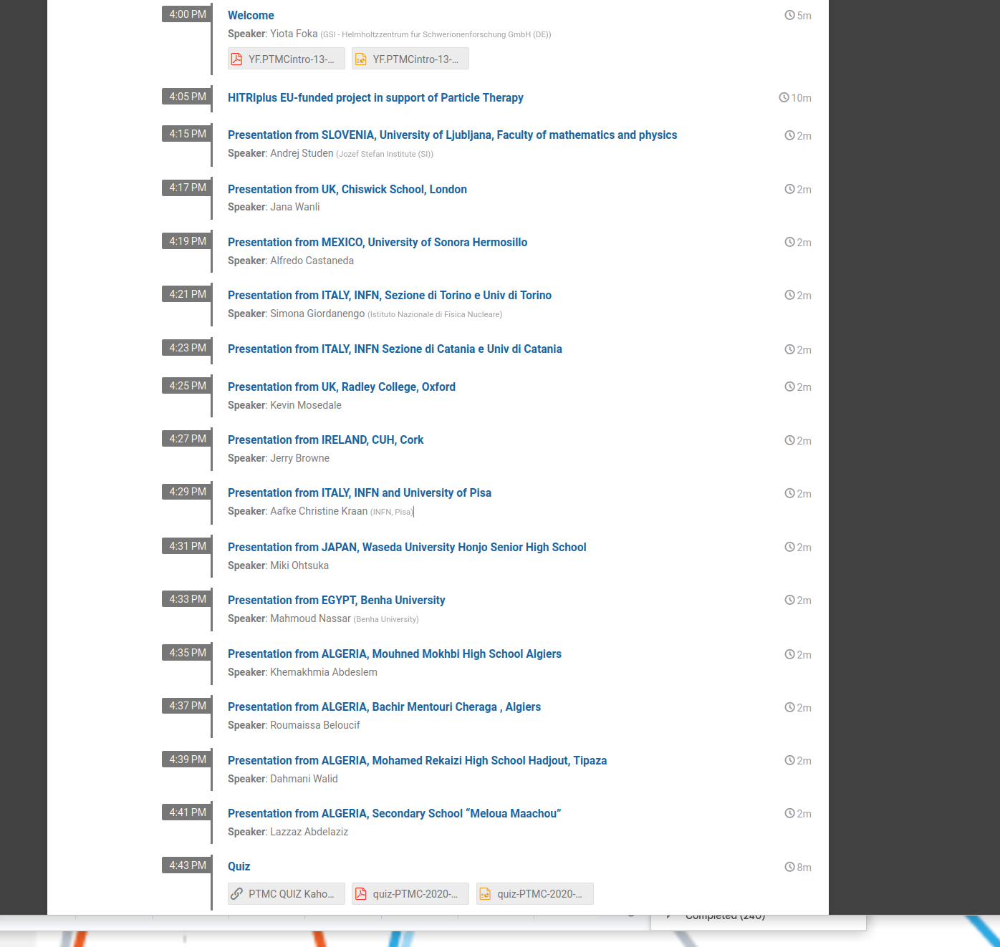 4:00 PM Welcome 5m
Speaker: Yiota Foka (GSI - Helmholtzzentrum fur Schwerionenforschung GmbH (DE))
YF.PTMCintro-13-... YF.PTMCintro-13-...
4:05 PM HITRIplus EU-funded project in support of Particle Therapy 10m
4:15 PM Presentation from SLOVENIA, University of Ljubljana, Faculty of mathematics and physics 2m
Speaker: Andrej Studen (Jozef Stefan Institute (SI))
4:17 PM Presentation from UK, Chiswick School, London 2m
Speaker: Jana Wanli
4:19 PM Presentation from MEXICO, University of Sonora Hermosillo 2m
Speaker: Alfredo Castaneda
4:21 PM Presentation from ITALY, INFN, Sezione di Torino e Univ di Torino 2m
Speaker: Simona Giordanengo (Istituto Nazionale di Fisica Nucleare)
4:23 PM Presentation from ITALY, INFN Sezione di Catania e Univ di Catania 2m
4:25 PM Presentation from UK, Radley College, Oxford 2m
Speaker: Kevin Mosedale
4:27 PM Presentation from IRELAND, CUH, Cork 2m
Speaker: Jerry Browne
4:29 PM Presentation from ITALY, INFN and University of Pisa 2m
Speaker: Aafke Christine Kraan (INFN, Pisa)
4:31 PM Presentation from JAPAN, Waseda University Honjo Senior High School 2m
Speaker: Miki Ohtsuka
4:33 PM Presentation from EGYPT, Benha University 2m
Speaker: Mahmoud Nassar (Benha University)
4:35 PM Presentation from ALGERIA, Mouhned Mokhbi High School Algiers 2m
Speaker: Khemakhmia Abdeslem
4:37 PM Presentation from ALGERIA, Bachir Mentouri Cheraga , Algiers 2m
Speaker: Roumaissa Beloucif
4:39 PM Presentation from ALGERIA, Mohamed Rekaizi High School Hadjout, Tipaza 2m
Speaker: Dahmani Walid
4:41 PM Presentation from ALGERIA, Secondary School “Meloua Maachou” 2m
Speaker: Lazzaz Abdelaziz
4:43 PM Quiz 8m
PTMC QUIZ Kaho... quiz-PTMC-2020-... quiz-PTMC-2020-...
Completed (240)